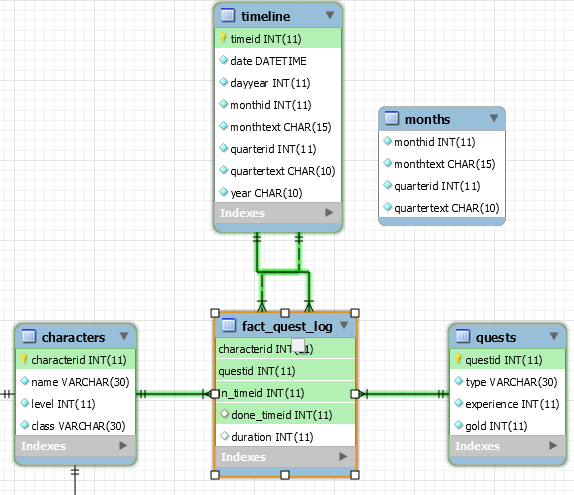 timeline
timeid INT(11)
date DATETIME
dayyear INT(11)
monthid INT(11)
monthtext CHAR(15)
quarterid INT(11)
quartertext CHAR(10)
year CHAR(10)
Indexes
months
monthid INT(11)
monthtext CHAR(15)
quarterid INT(11)
quartertext CHAR(10)
characters
characterid INT(11)
name VARCHAR(30)
level INT(11)
class VARCHAR(30)
Indexes
fact_quest_log
characterid INT(11)
questid INT(11)
n_timeid INT(11)
done_timeid INT(11)
duration INT(11)
Indexes
quests
questid INT(11)
type VARCHAR(30)
experience INT(11)
gold INT(11)
Indexes